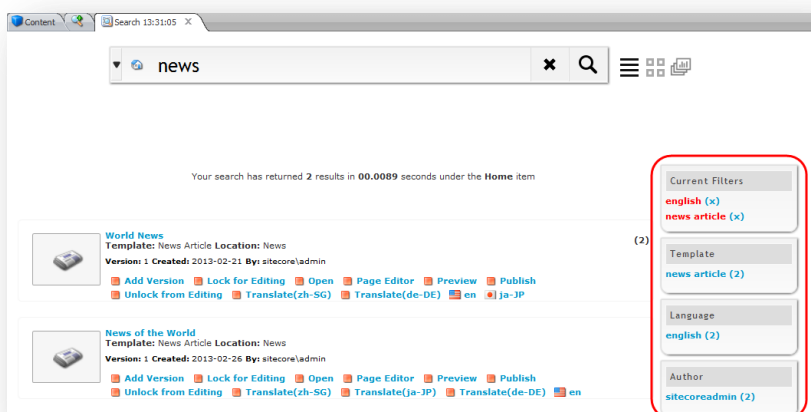 Content
Search 13:31:05 X
news
Your search has returned 2 results in 00.0089 seconds under the Home item
World News
Template: News Article Location: News
(2)
Version: 1 Created: 2013-02-21 By: sitecore\admin
Add Version Lock for Editing Open Page Editor Preview Publish
Unlock from Editing Translate(zh-SG) Translate(de-DE) en ja-JP
News of the World
Template: News Article Location: News
Version: 1 Created: 2013-02-26 By: sitecore\admin
Add Version Lock for Editing Open Page Editor Preview Publish
Unlock from Editing Translate(zh-SG) Translate(ja-JP) Translate(de-DE) en
Current Filters
english (x)
news article (x)
Template
news article (2)
Language
english (2)
Author
sitecoreadmin (2)